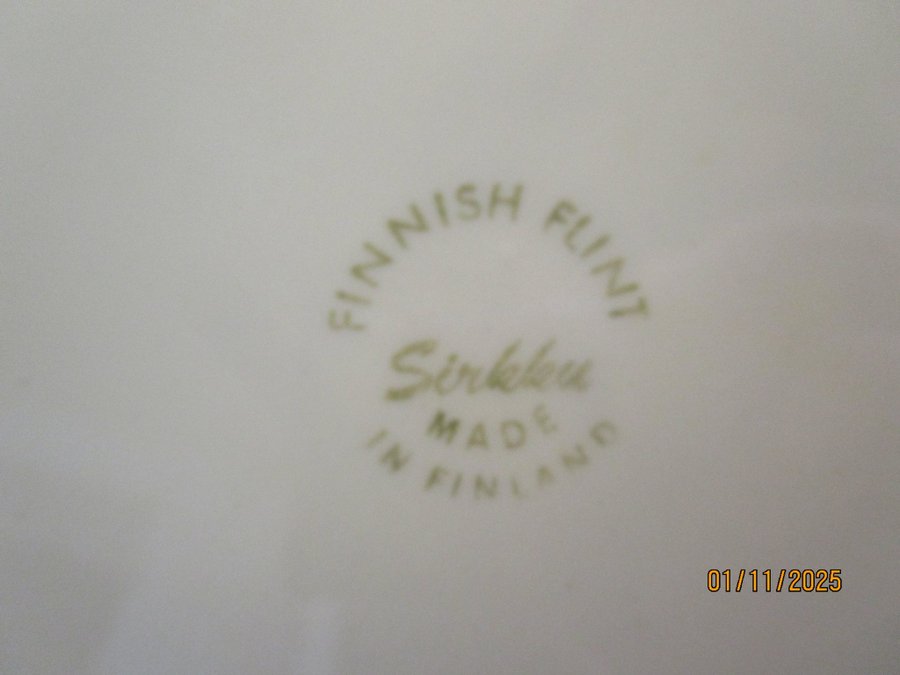 FINNISH FLINT
Sirkku
MADE
IN FINLAND
01/11/2025